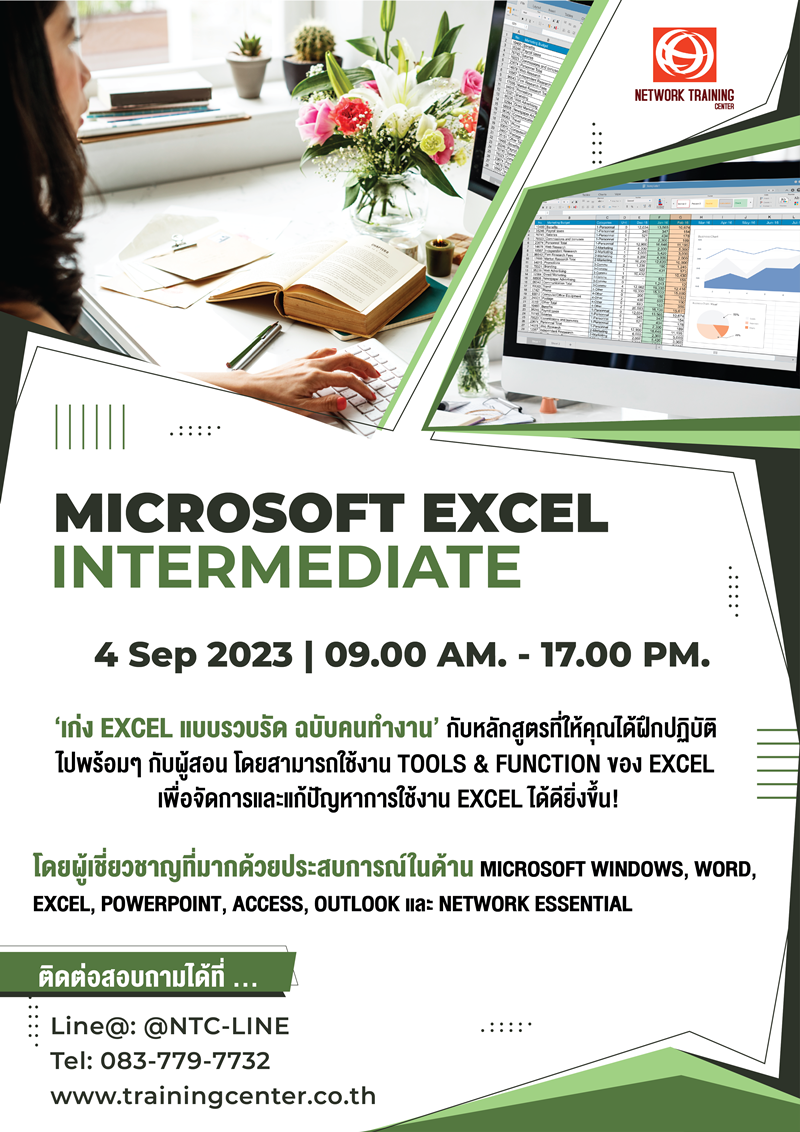 NETWORK TRAINING
CENTER
MICROSOFT EXCEL
INTERMEDIATE
4 Sep 2023 | 09.00 AM. - 17.00 PM.
‘เก่ง EXCEL แบบรวบรัด ฉบับคนทำงาน’ กับหลักสูตรที่ให้คุณได้ฝึกปฏิบัติ
ไปพร้อมๆ กับผู้สอน โดยสามารถใช้งาน TOOLS & FUNCTION ของ EXCEL
เพื่อจัดการและแก้ปัญหาการใช้งาน EXCEL ได้ดียิ่งขึ้น!
โดยผู้เชี่ยวชาญที่มากด้วยประสบการณ์ในด้าน MICROSOFT WINDOWS, WORD,
EXCEL, POWERPOINT, ACCESS, OUTLOOK และ NETWORK ESSENTIAL
ติดต่อสอบถามได้ที่ ...
Line@: @NTC-LINE
Tel: 083-779-7732
www.trainingcenter.co.th